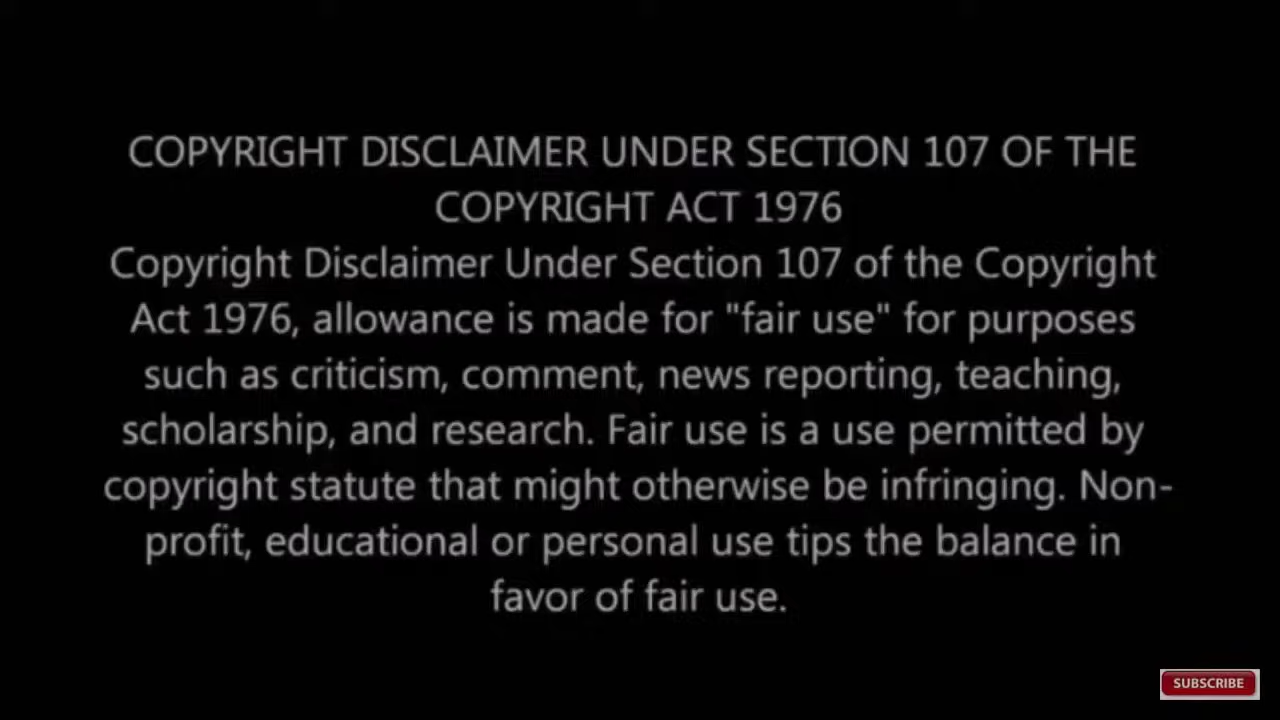 COPYRIGHT DISCLAIMER UNDER SECTION 107 OF THE
COPYRIGHT ACT 1976
Copyright Disclaimer Under Section 107 of the Copyright
Act 1976, allowance is made for "fair use" for purposes
such as criticism, comment, news reporting, teaching,
scholarship, and research. Fair use is a use permitted by
copyright statute that might otherwise be infringing. Non-
profit, educational or personal use tips the balance in
favor of fair use.
SUBSCRIBE